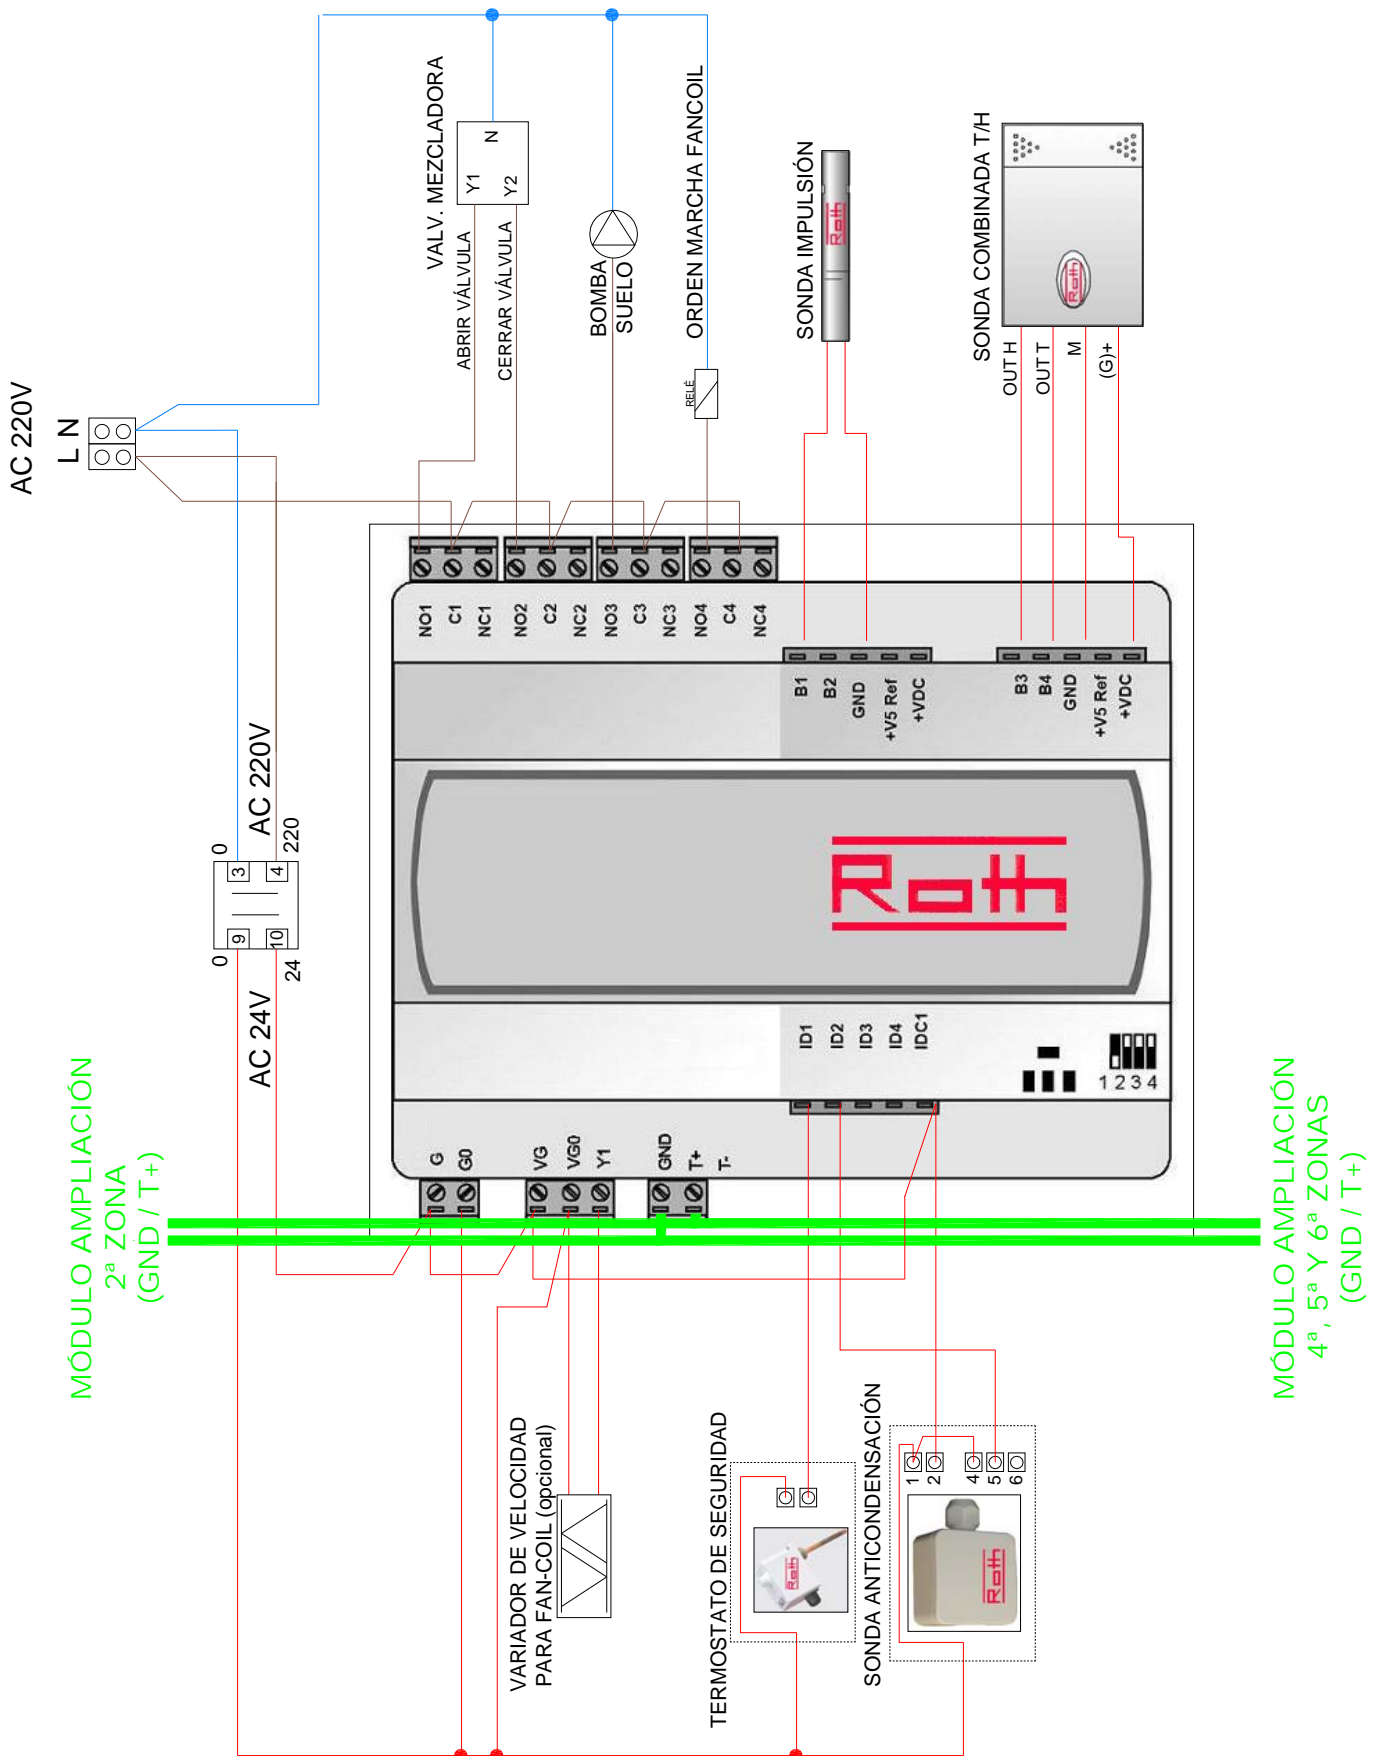 AC 220V
L N
VALV. MEZCLADORA
Y1
N
Y2
ABRIR VÁLVULA
CERRAR VÁLVULA
BOMBA
SUELO
ORDEN MARCHA FANCOIL
RELÉ
SONDA IMPULSIÓN
Roth
SONDA COMBINADA T/H
Roth
OUT H
OUT T
M
(G)+
NO1
C1
NC1
NO2
C2
NC2
NO3
C3
NC3
NO4
C4
NC4
B1
B2
GND
+V5 Ref
+VDC
B3
B4
GND
+V5 Ref
+VDC
AC 220V
0
220
3
4
9
10
0
24
AC 24V
Roth
ID1
ID2
ID3
ID4
IDC1
1 2 3 4
G
G0
VG
VG0
Y1
GND
T+
T-
MÓDULO AMPLIACIÓN
2ª ZONA
(GND / T+)
MÓDULO AMPLIACIÓN
4ª, 5ª Y 6ª ZONAS
(GND / T+)
VARIADOR DE VELOCIDAD
PARA FAN-COIL (opcional)
TERMOSTATO DE SEGURIDAD
Roth
SONDA ANTICONDENSACIÓN
1
2
4
5
6
Roth